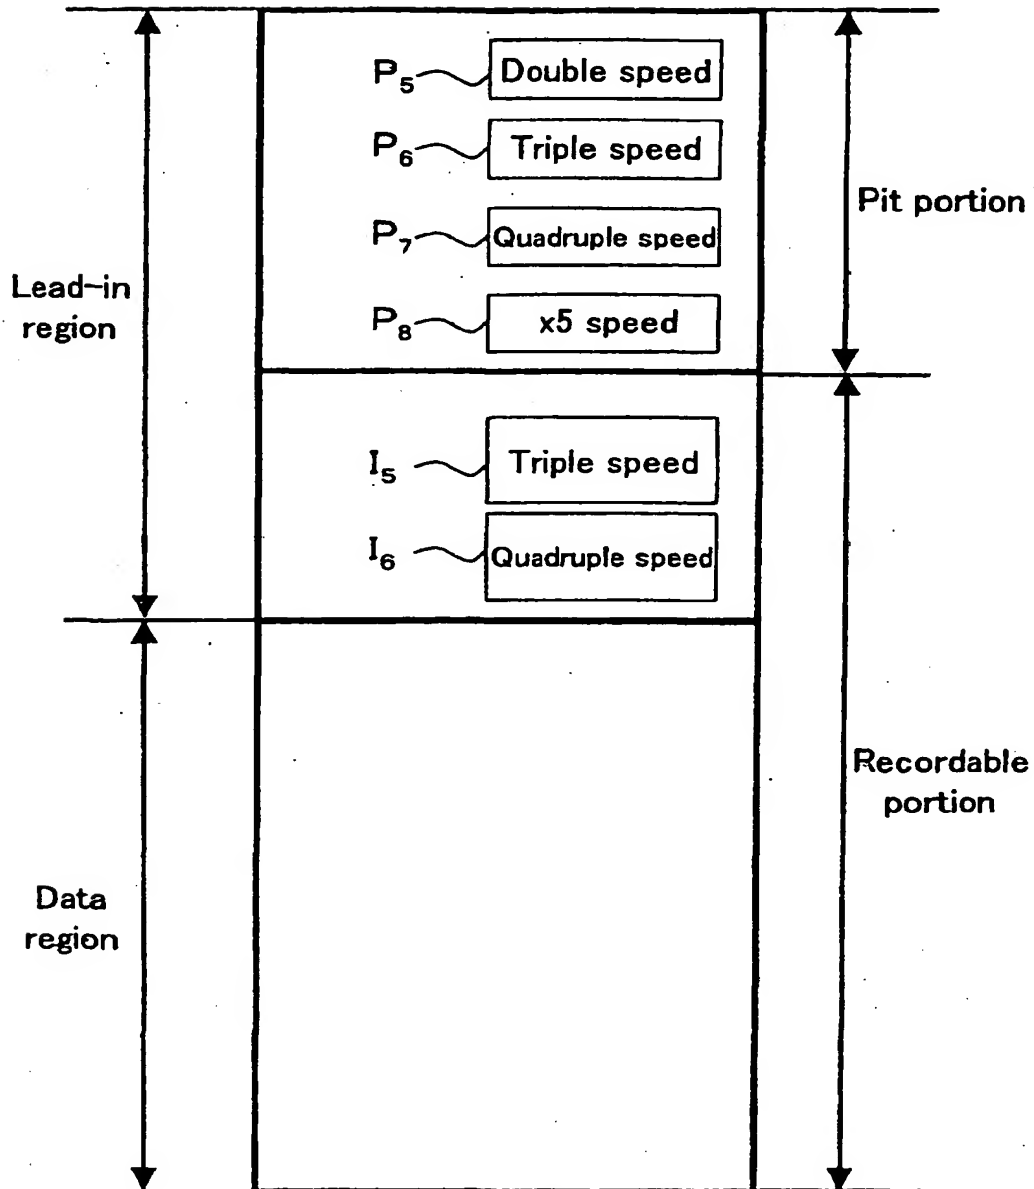 P5 Double speed
P6 Triple speed
P7 Quadruple speed
P8 x5 speed
Pit portion
Lead-in
region
I5 Triple speed
I6 Quadruple speed
Recordable
portion
Data
region